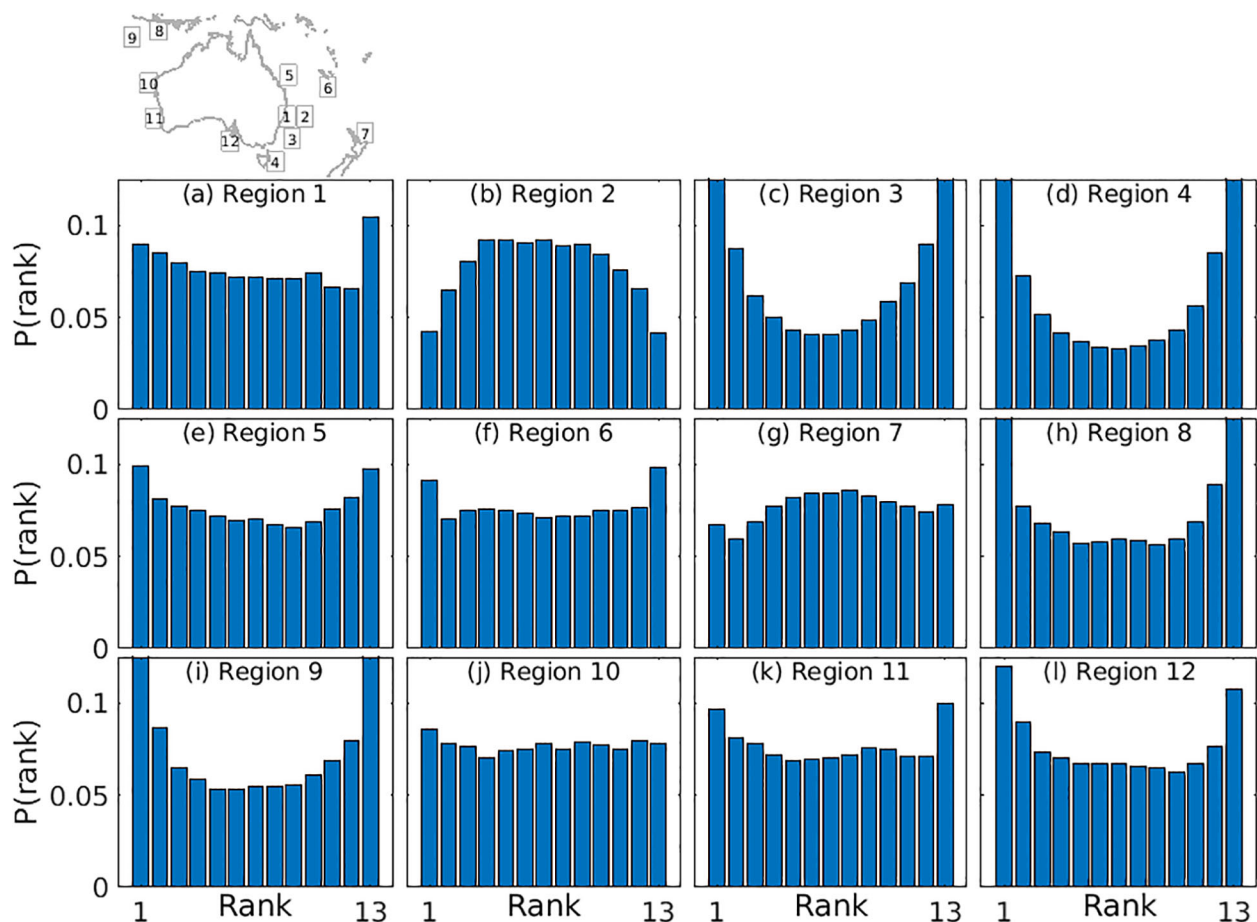 9 8
10 5
6
11 1 2
12 3 7
4
(a) Region 1 (b) Region 2 (c) Region 3 (d) Region 4
0.1
0.05
0
P(rank)
(e) Region 5 (f) Region 6 (g) Region 7 (h) Region 8
0.1
0.05
0
P(rank)
(i) Region 9 (j) Region 10 (k) Region 11 (l) Region 12
0.1
0.05
0
P(rank)
1 Rank 13 1 Rank 13 1 Rank 13 1 Rank 13